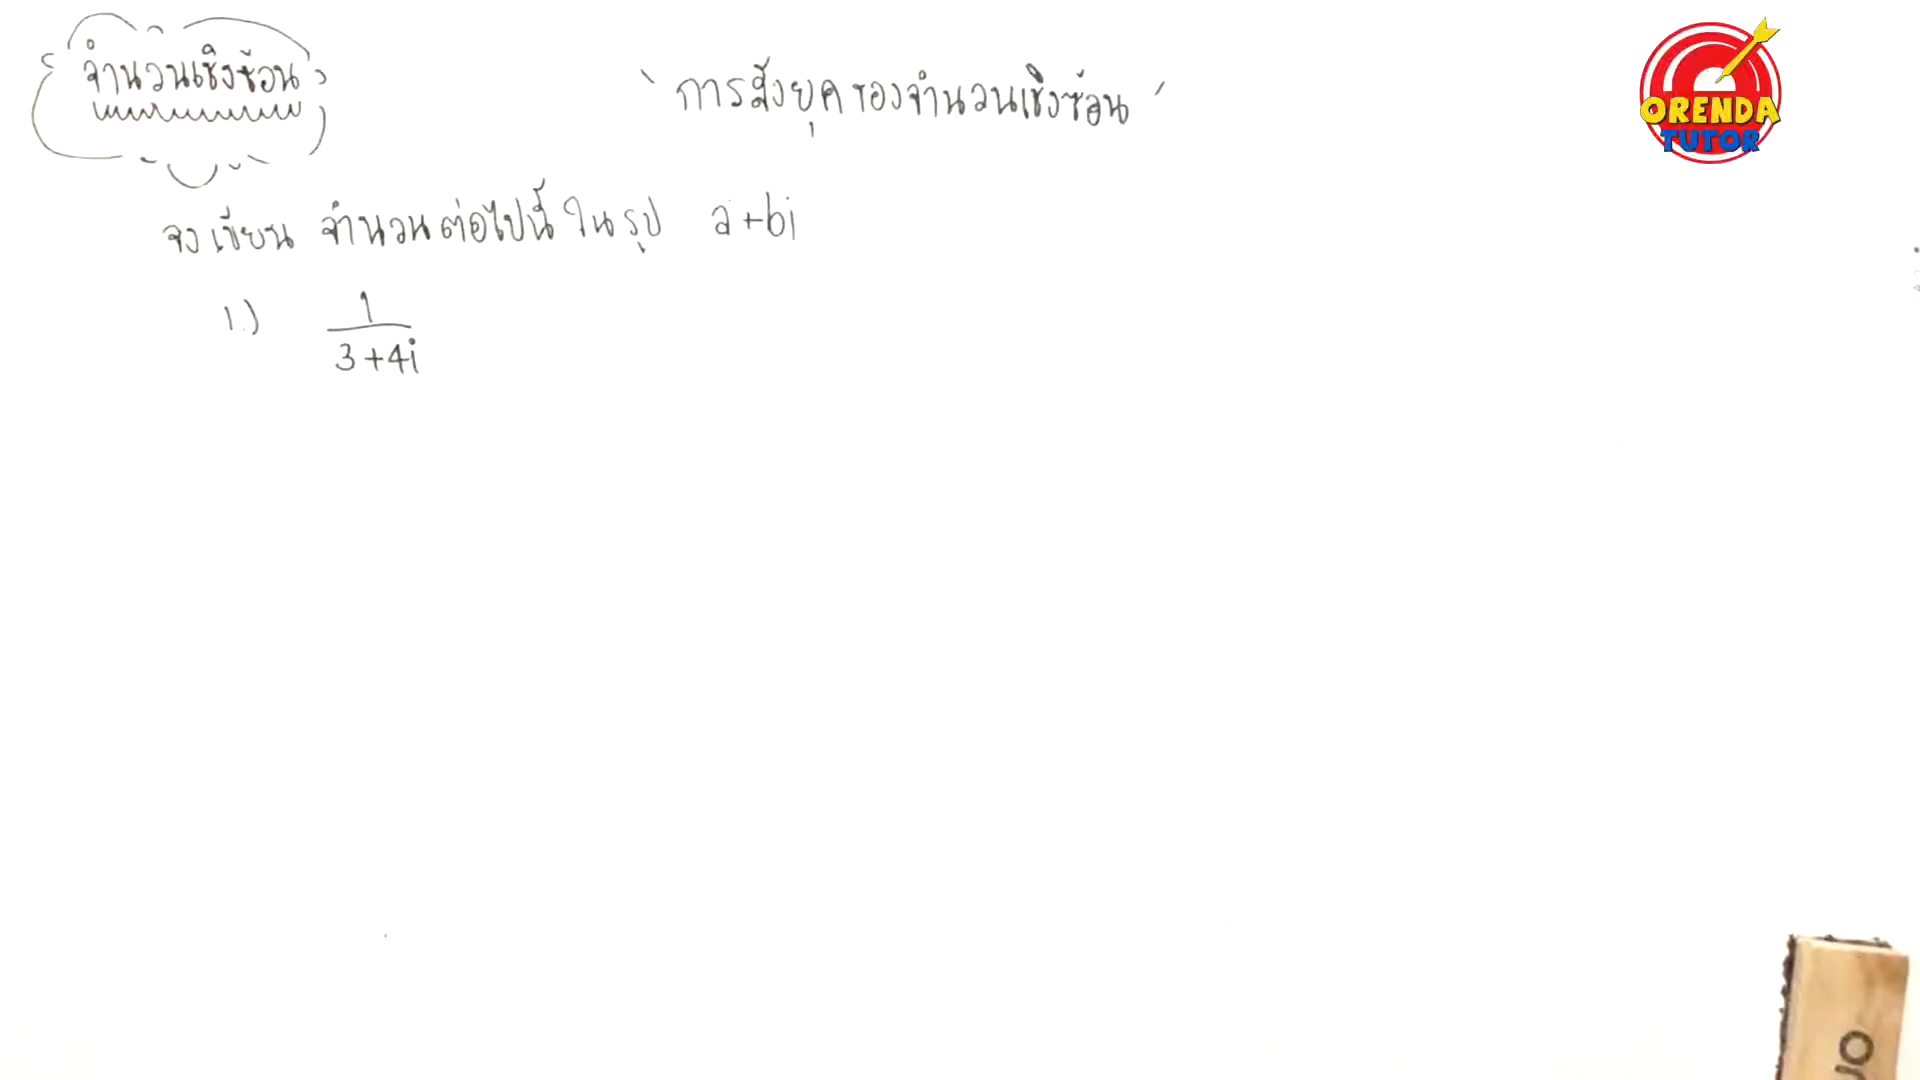 จำนวนเชิงซ้อน
` การสังยุคของจำนวนเชิงซ้อน ´
ORENDA
TUTOR
จงเขียน จำนวนต่อไปนี้ ในรูป a+bi
1.) 1
3+4i